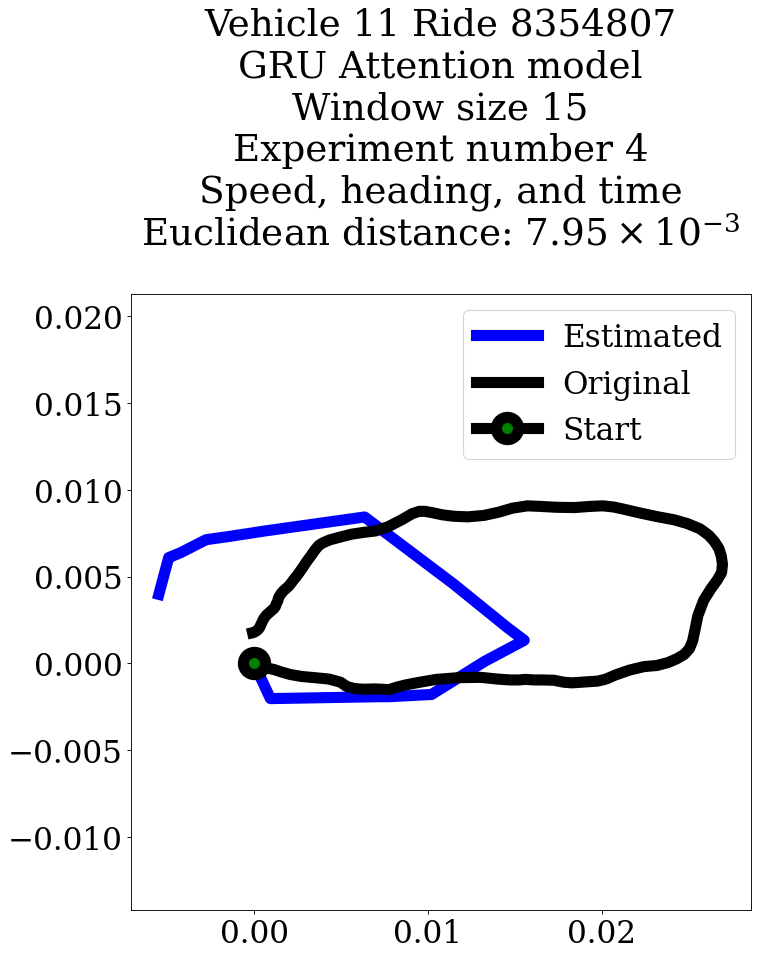 Vehicle 11 Ride 8354807
GRU Attention model
Window size 15
Experiment number 4
Speed, heading, and time
Euclidean distance: 7.95 × 10⁻³
Estimated
Original
Start
0.020
0.015
0.010
0.005
0.000
−0.005
−0.010
0.00 0.01 0.02